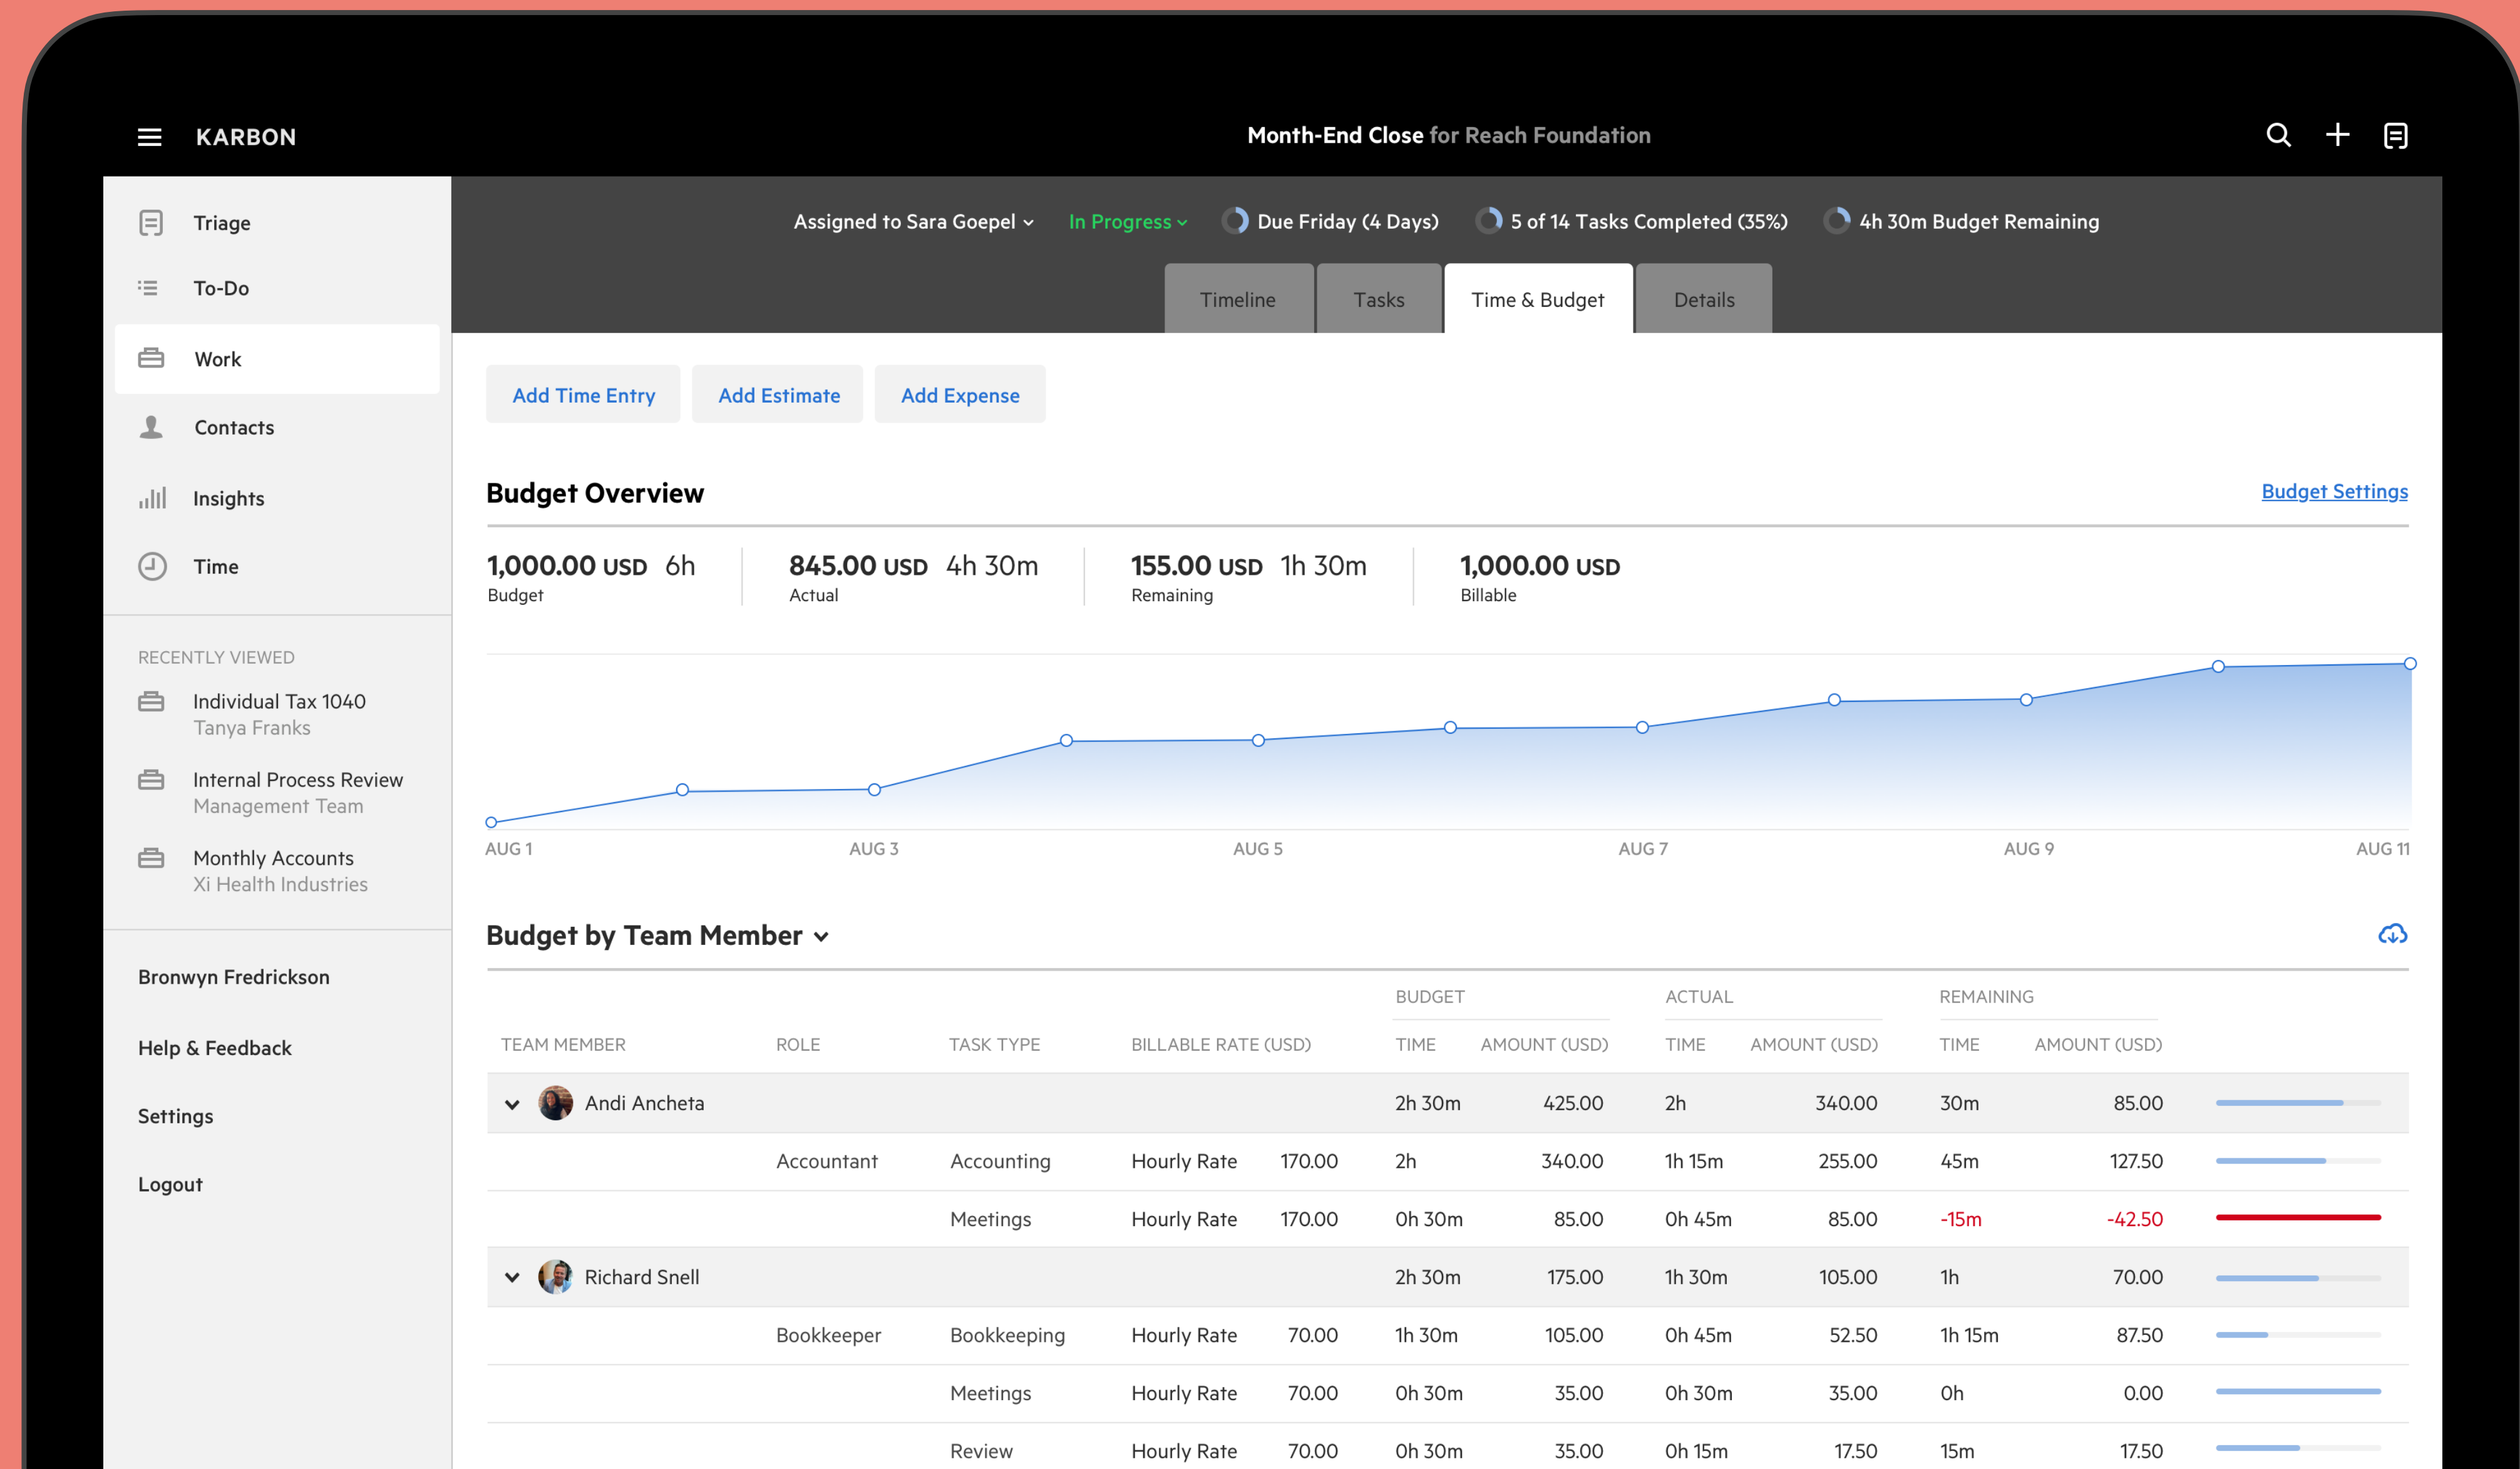 KARBON
Month-End Close for Reach Foundation
Triage
To-Do
Work
Contacts
Insights
Time
RECENTLY VIEWED
Individual Tax 1040
Tanya Franks
Internal Process Review
Management Team
Monthly Accounts
Xi Health Industries
Bronwyn Fredrickson
Help & Feedback
Settings
Logout
Assigned to Sara Goepel In Progress Due Friday (4 Days) 5 of 14 Tasks Completed (35%) 4h 30m Budget Remaining
Timeline Tasks Time & Budget Details
Add Time Entry Add Estimate Add Expense
Budget Overview Budget Settings
1,000.00 USD 6h 845.00 USD 4h 30m 155.00 USD 1h 30m 1,000.00 USD
Budget Actual Remaining Billable
AUG 1 AUG 3 AUG 5 AUG 7 AUG 9 AUG 11
Budget by Team Member
BUDGET ACTUAL REMAINING
TEAM MEMBER ROLE TASK TYPE BILLABLE RATE (USD) TIME AMOUNT (USD) TIME AMOUNT (USD) TIME AMOUNT (USD)
Andi Ancheta 2h 30m 425.00 2h 340.00 30m 85.00
Accountant Accounting Hourly Rate 170.00 2h 340.00 1h 15m 255.00 45m 127.50
Meetings Hourly Rate 170.00 0h 30m 85.00 0h 45m 85.00 -15m -42.50
Richard Snell 2h 30m 175.00 1h 30m 105.00 1h 70.00
Bookkeeper Bookkeeping Hourly Rate 70.00 1h 30m 105.00 0h 45m 52.50 1h 15m 87.50
Meetings Hourly Rate 70.00 0h 30m 35.00 0h 30m 35.00 0h 0.00
Review Hourly Rate 70.00 0h 30m 35.00 0h 15m 17.50 15m 17.50